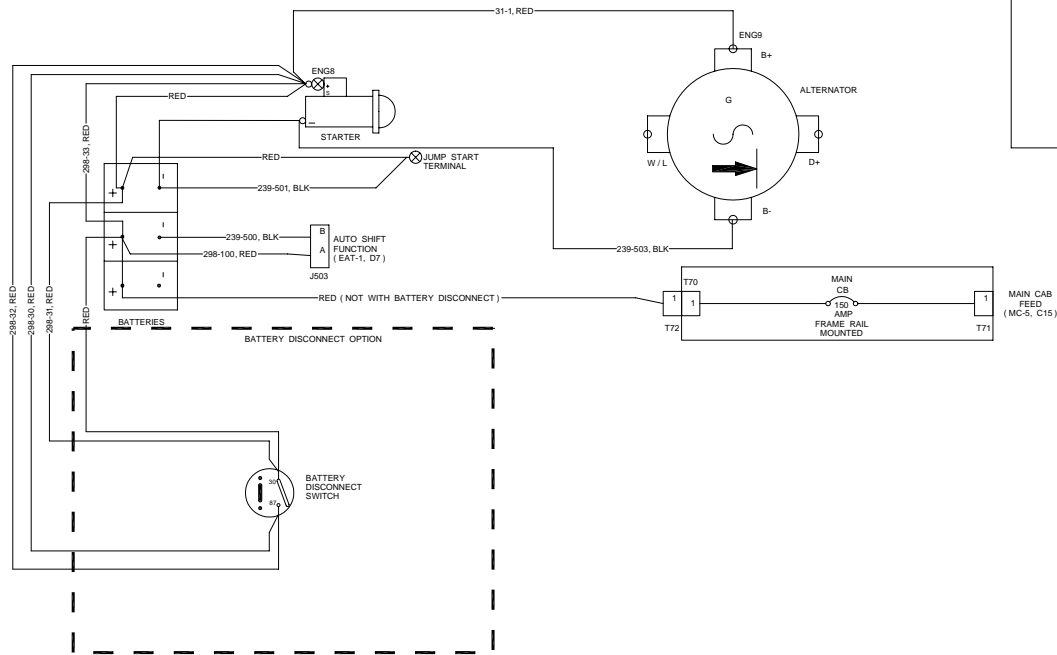 31-1, RED
ENG9
B+
ALTERNATOR
G
W / L
D+
B-
ENG8
+
S
RED
−
STARTER
298-33, RED
RED
JUMP START
TERMINAL
239-501, BLK
+
−
239-500, BLK
298-100, RED
B
A
J503
AUTO SHIFT
FUNCTION
( EAT-1, D7 )
+
−
239-503, BLK
+
−
RED ( NOT WITH BATTERY DISCONNECT )
BATTERIES
T70
1
1
T72
MAIN
CB
150
AMP
FRAME RAIL
MOUNTED
1
T71
MAIN CAB
FEED
( MC-5, C15 )
298-32, RED
298-30, RED
298-31, RED
RED
BATTERY DISCONNECT OPTION
30
87
BATTERY
DISCONNECT
SWITCH